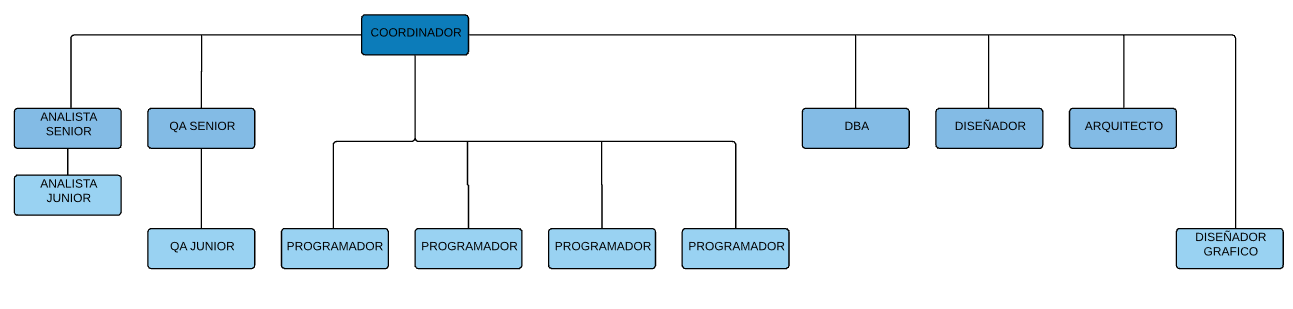 COORDINADOR
ANALISTA
SENIOR
QA SENIOR
DBA
DISEÑADOR
ARQUITECTO
ANALISTA
JUNIOR
QA JUNIOR
PROGRAMADOR
PROGRAMADOR
PROGRAMADOR
PROGRAMADOR
DISEÑADOR
GRAFICO